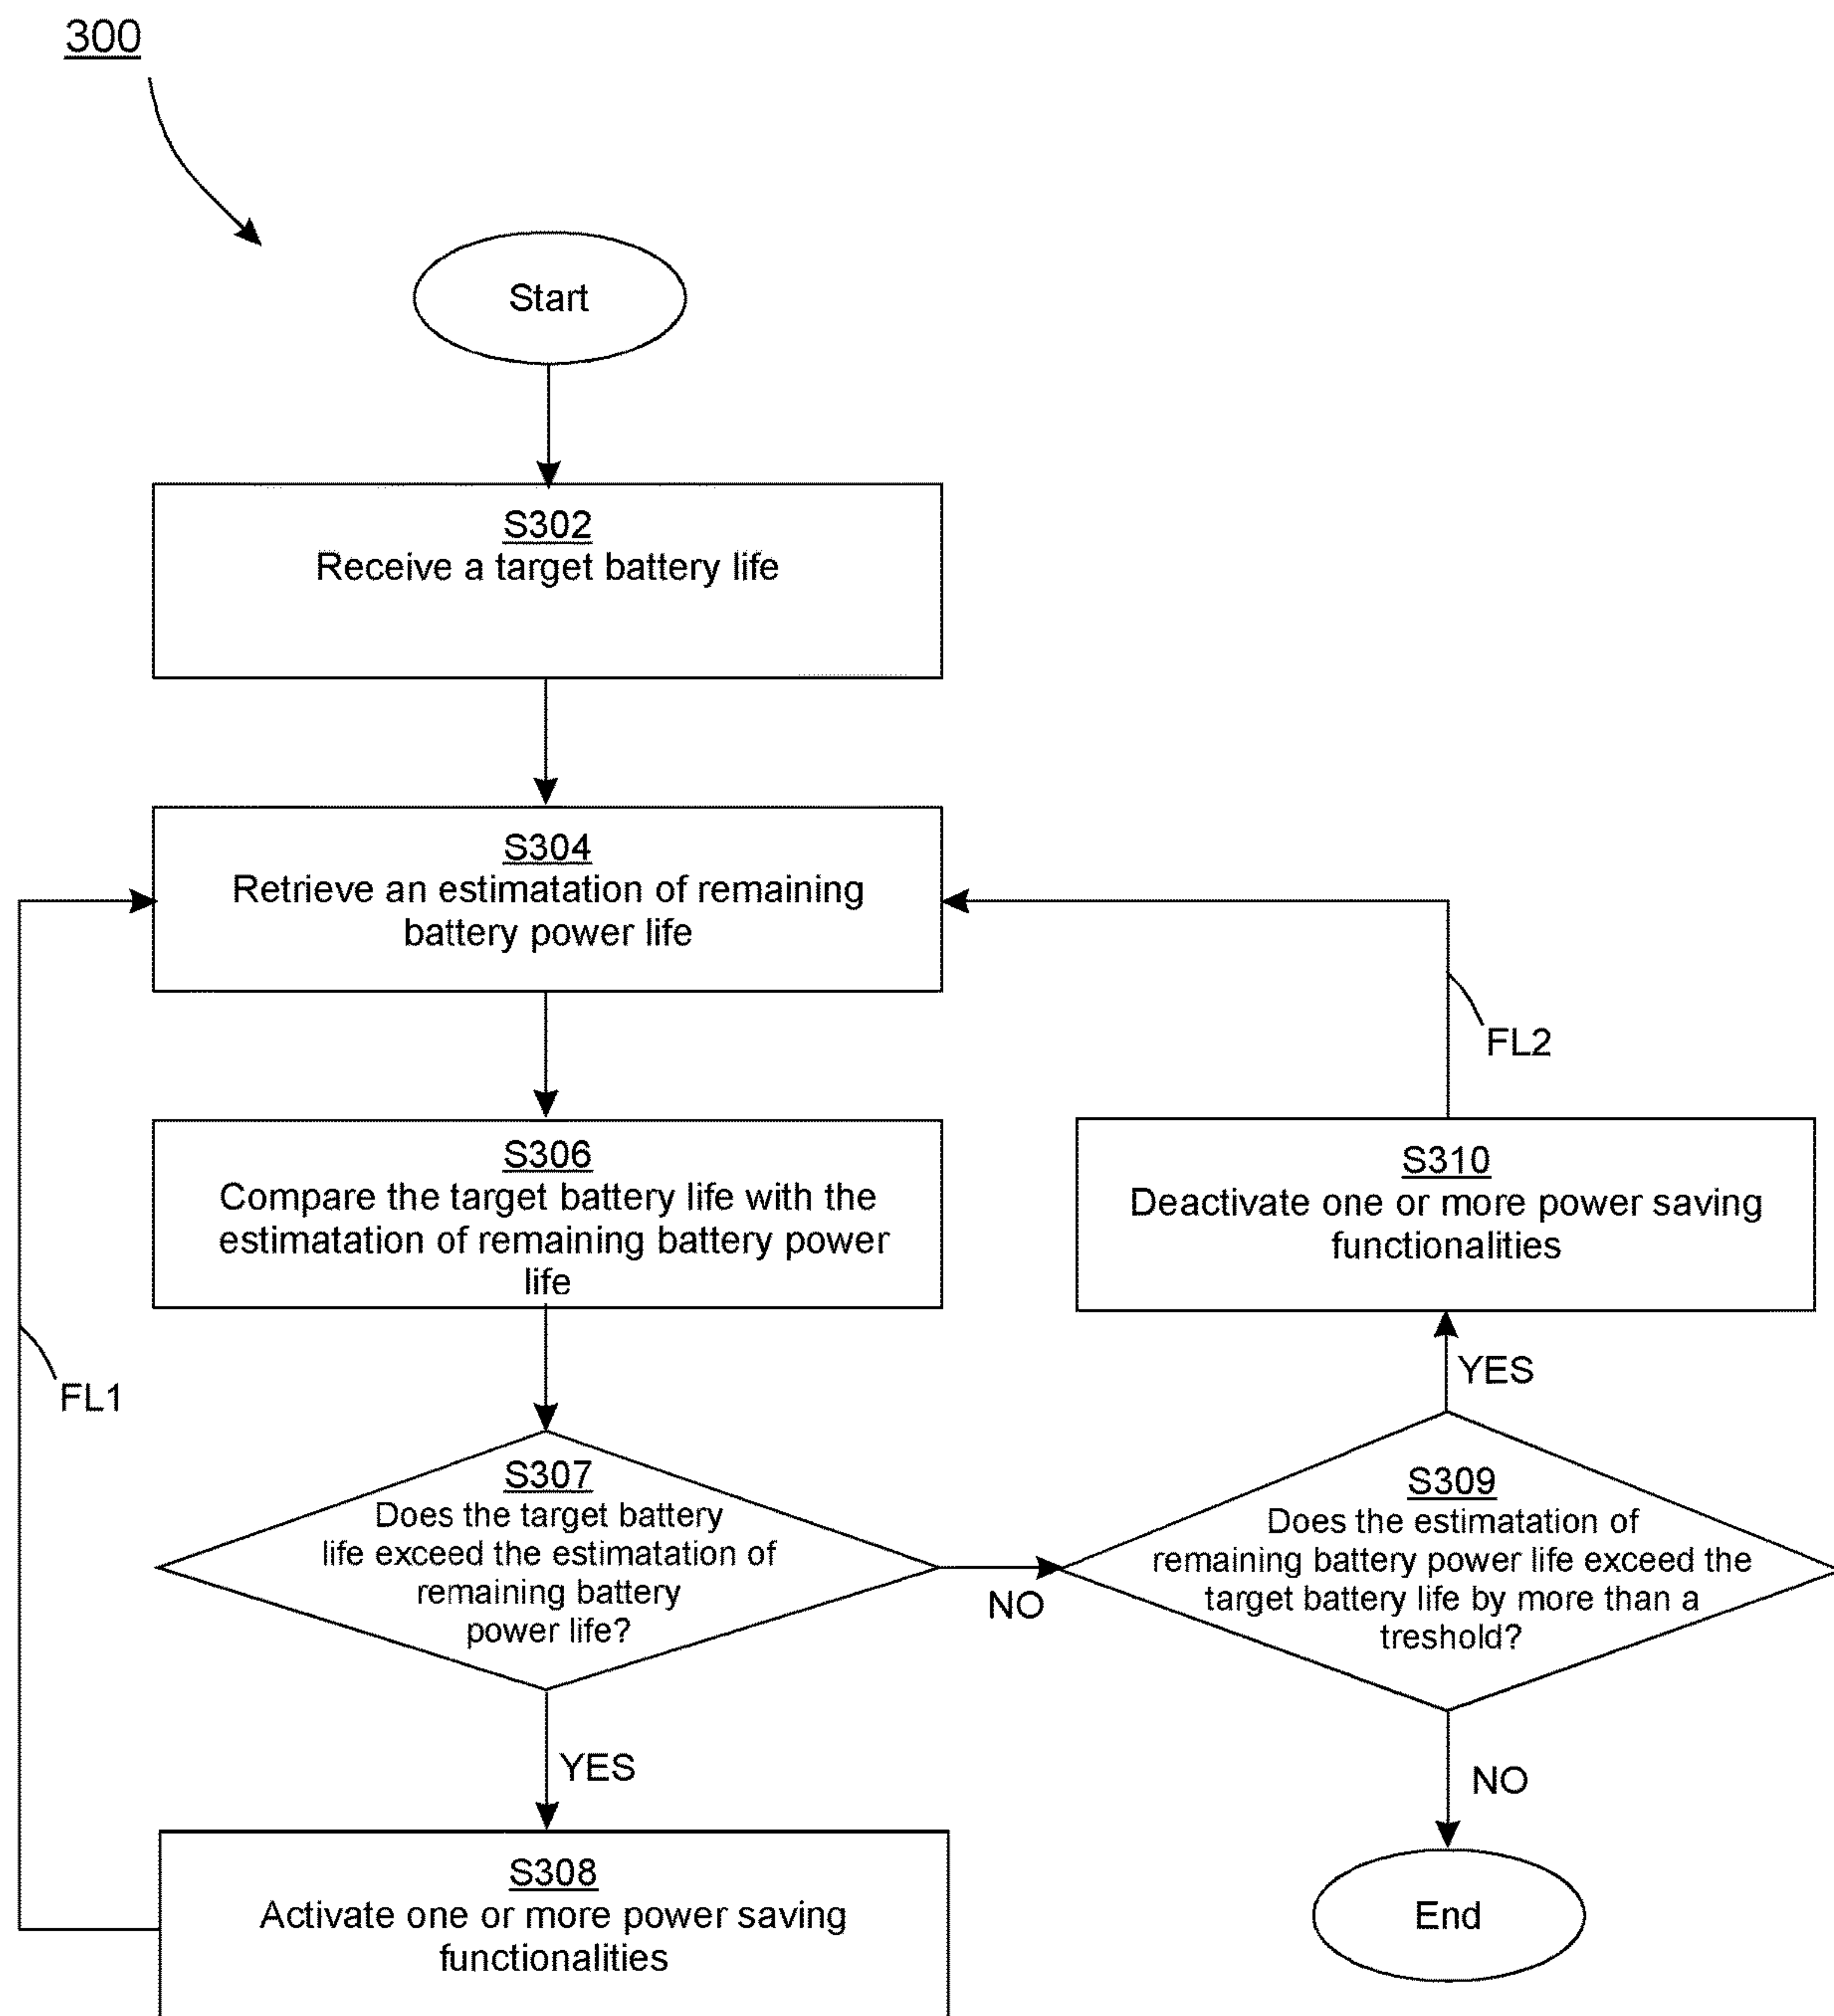 300
Start
S302
Receive a target battery life
S304
Retrieve an estimatation of remaining
battery power life
FL2
S306
Compare the target battery life with the
estimatation of remaining battery power
life
S310
Deactivate one or more power saving
functionalities
FL1
YES
S307
Does the target battery
life exceed the estimatation of
remaining battery
power life?
NO
S309
Does the estimatation of
remaining battery power life exceed the
target battery life by more than a
treshold?
YES
NO
S308
Activate one or more power saving
functionalities
End